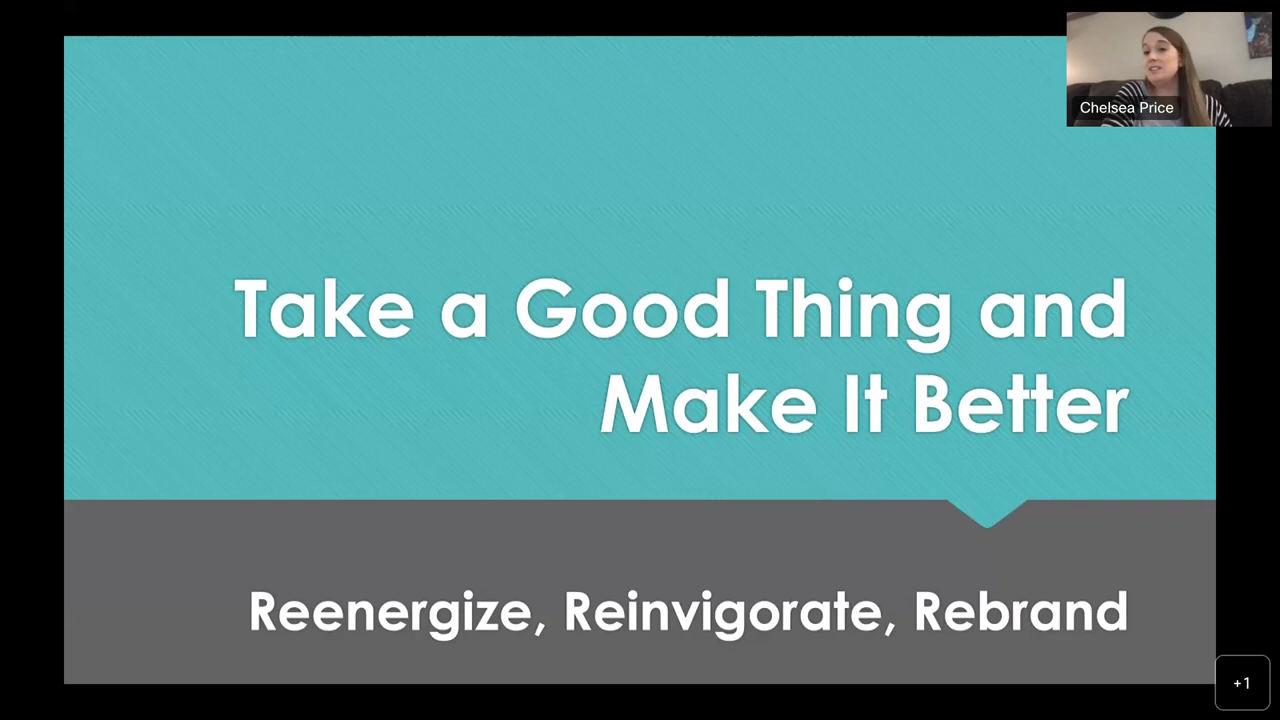 Chelsea Price
Take a Good Thing and
Make It Better
Reenergize, Reinvigorate, Rebrand
+1